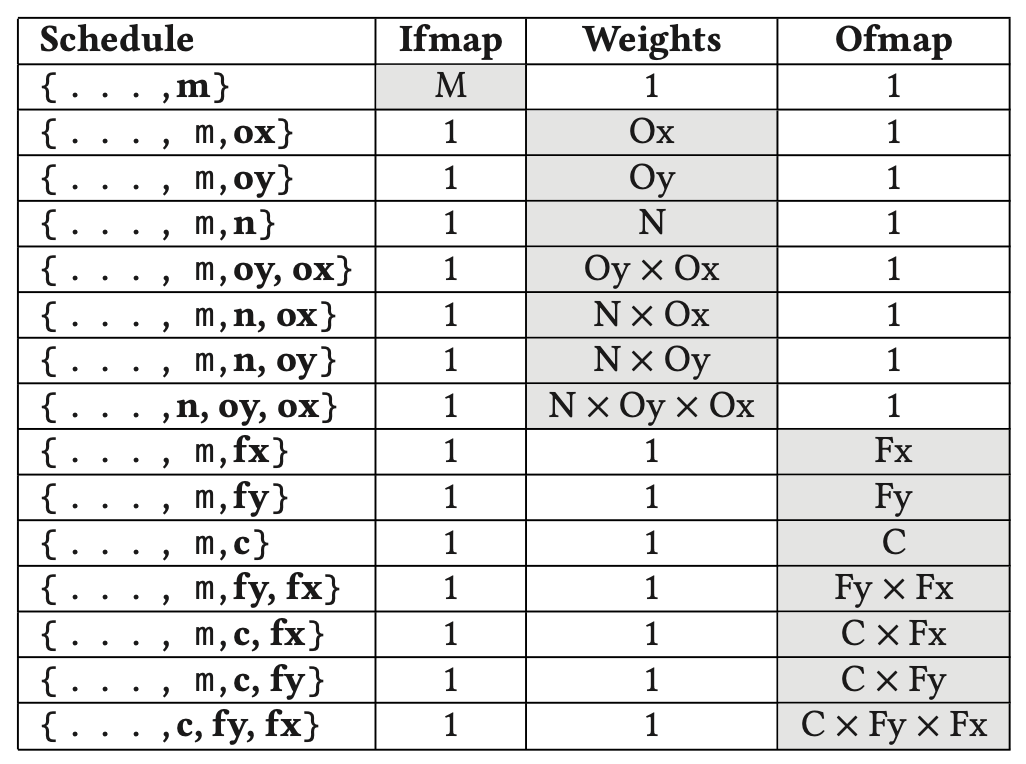 Schedule Ifmap Weights Ofmap
{ . . . ,m} M 1 1
{ . . . , m,ox} 1 Ox 1
{ . . . , m,oy} 1 Oy 1
{ . . . , m,n} 1 N 1
{ . . . , m,oy, ox} 1 Oy × Ox 1
{ . . . , m,n, ox} 1 N × Ox 1
{ . . . , m,n, oy} 1 N × Oy 1
{ . . . ,n, oy, ox} 1 N × Oy × Ox 1
{ . . . , m,fx} 1 1 Fx
{ . . . , m,fy} 1 1 Fy
{ . . . , m,c} 1 1 C
{ . . . , m,fy, fx} 1 1 Fy × Fx
{ . . . , m,c, fx} 1 1 C × Fx
{ . . . , m,c, fy} 1 1 C × Fy
{ . . . ,c, fy, fx} 1 1 C × Fy × Fx